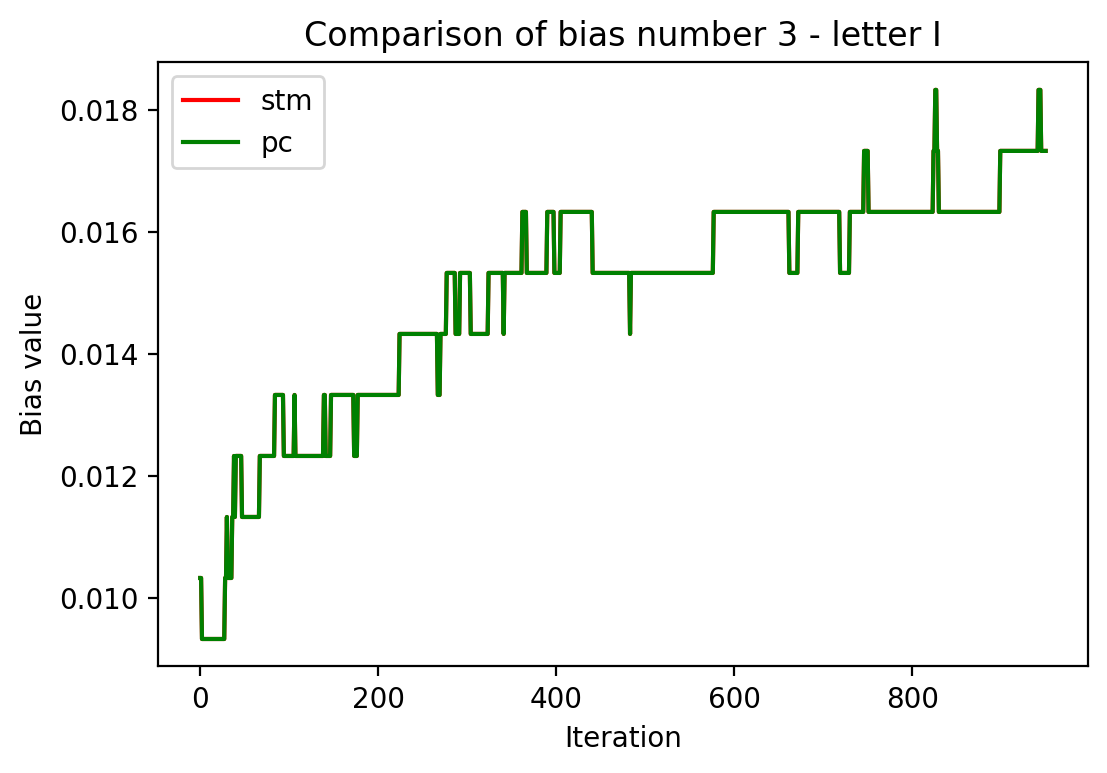 Comparison of bias number 3 - letter I
stm
pc
Bias value
0.018
0.016
0.014
0.012
0.010
0
200
400
600
800
Iteration